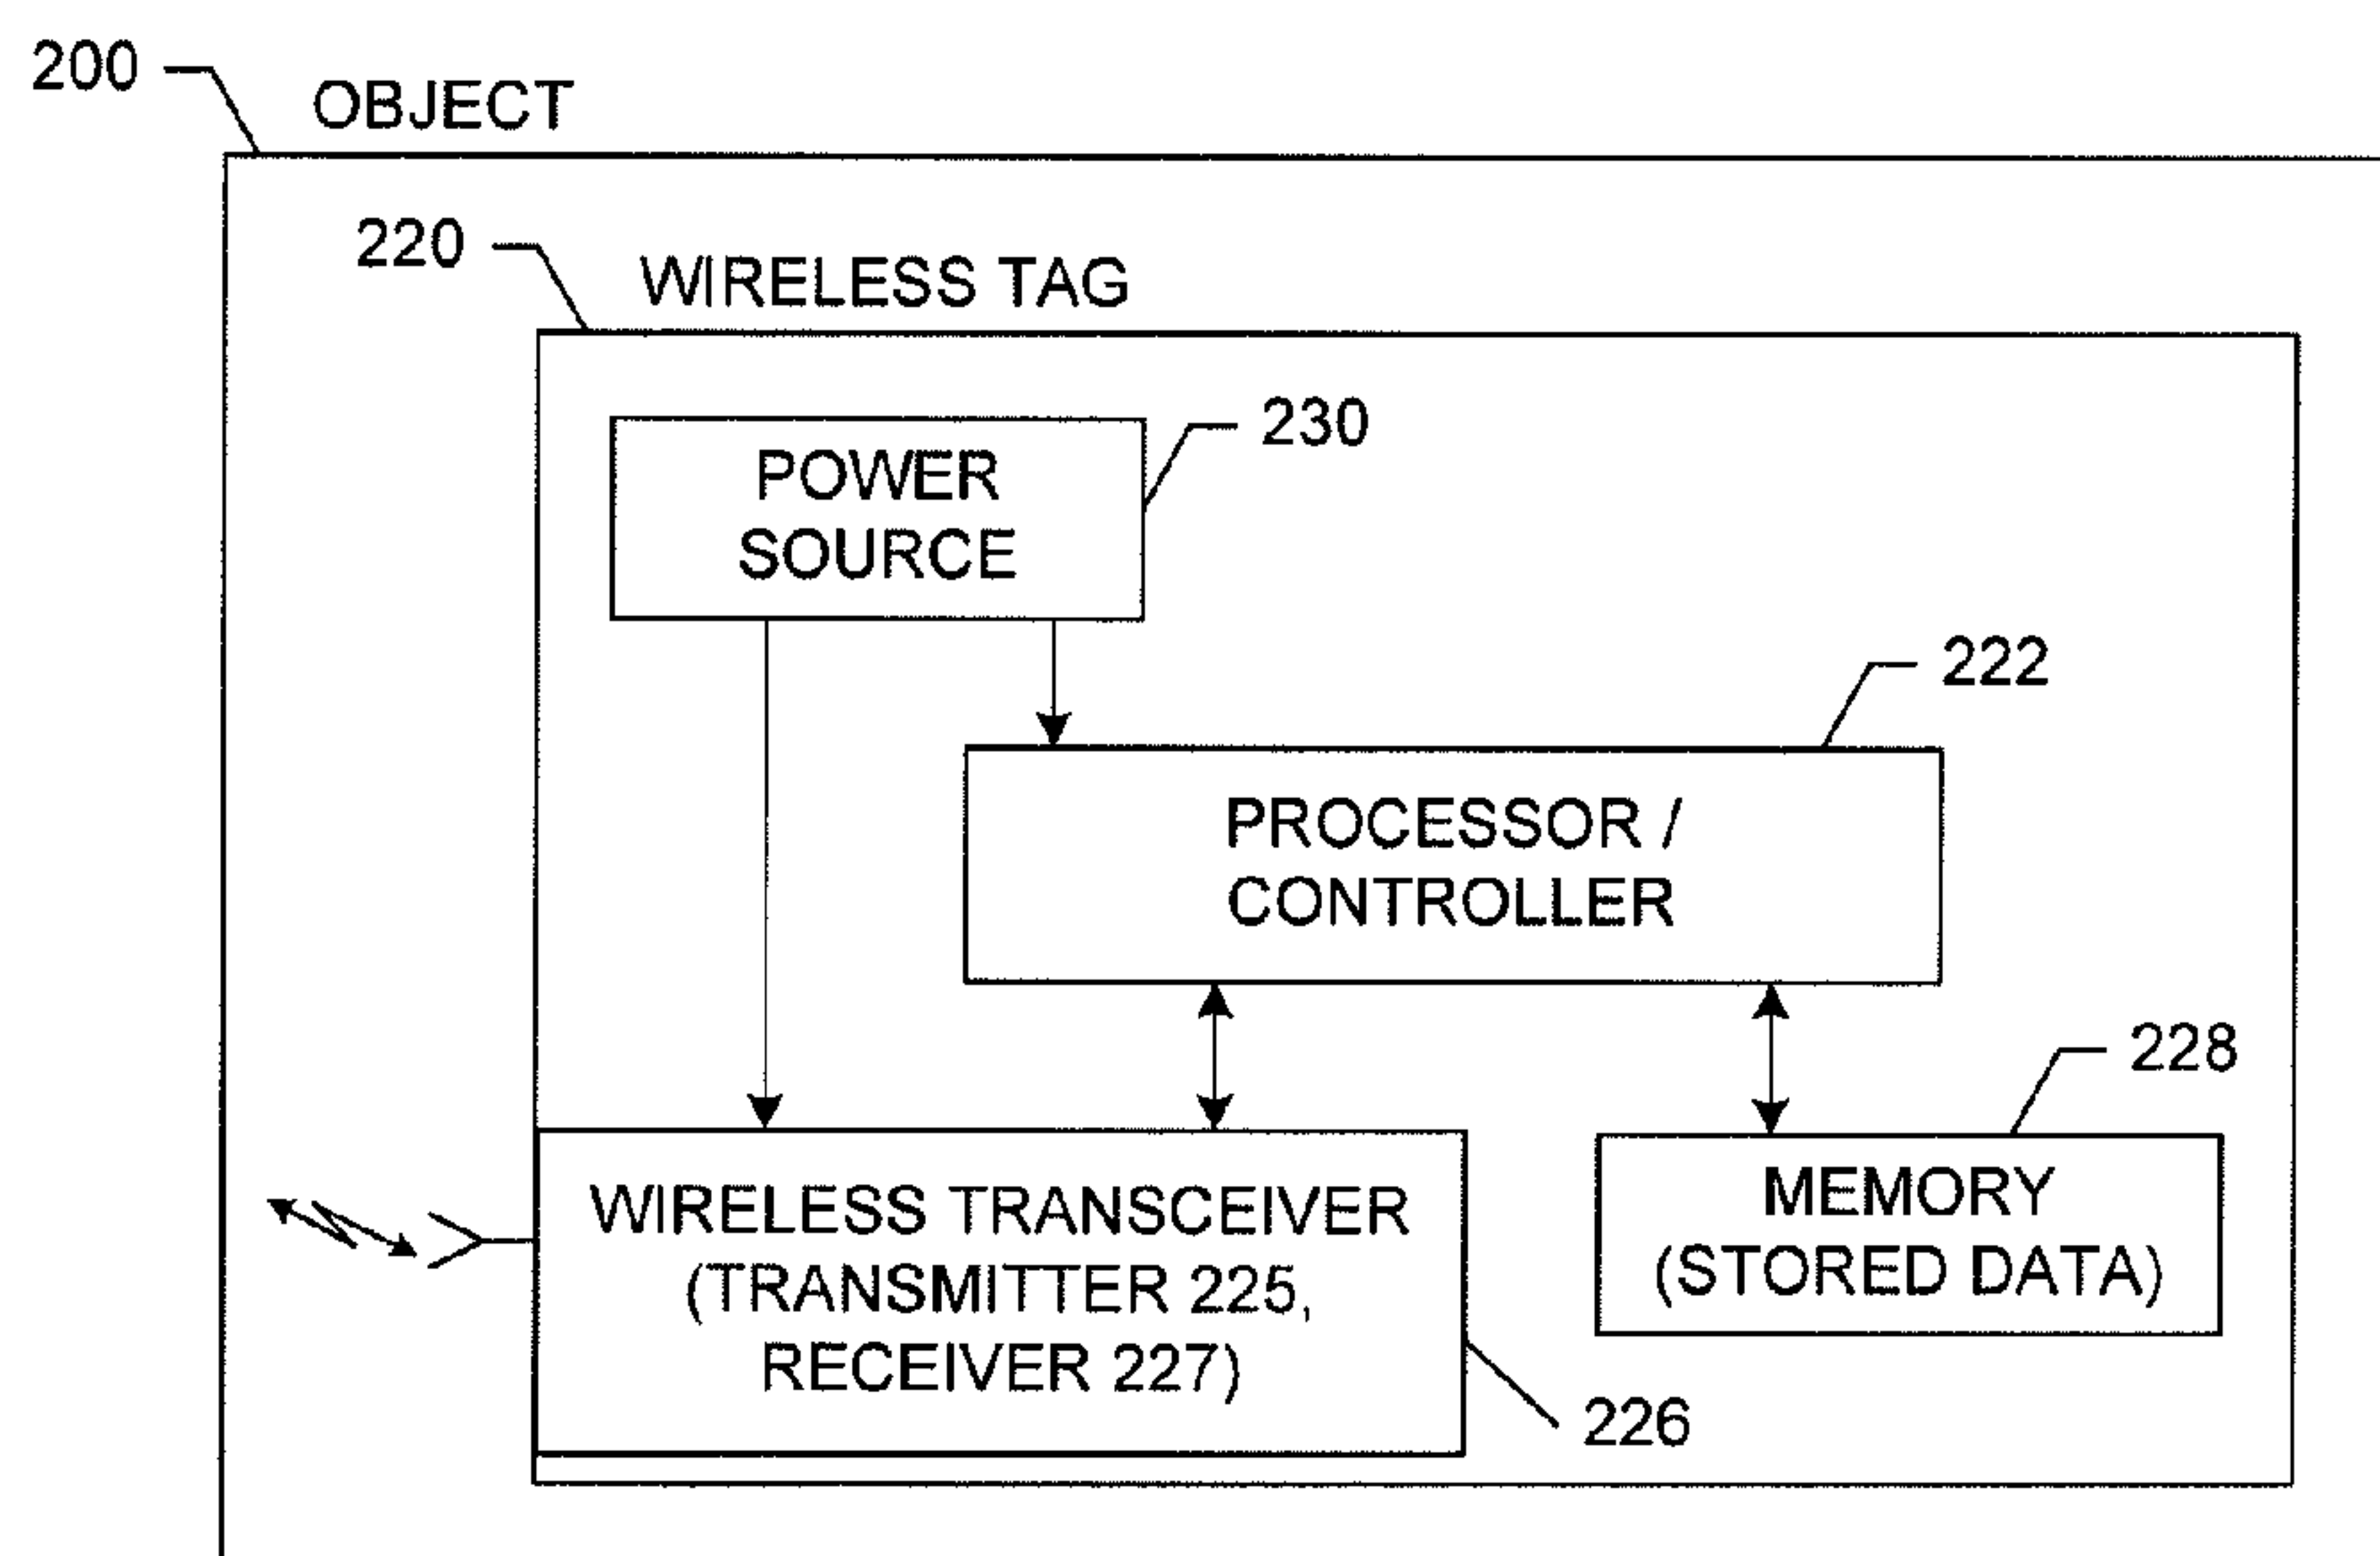 200
OBJECT
220
WIRELESS TAG
230
POWER
SOURCE
222
PROCESSOR /
CONTROLLER
228
WIRELESS TRANSCEIVER
(TRANSMITTER 225,
RECEIVER 227)
MEMORY
(STORED DATA)
226